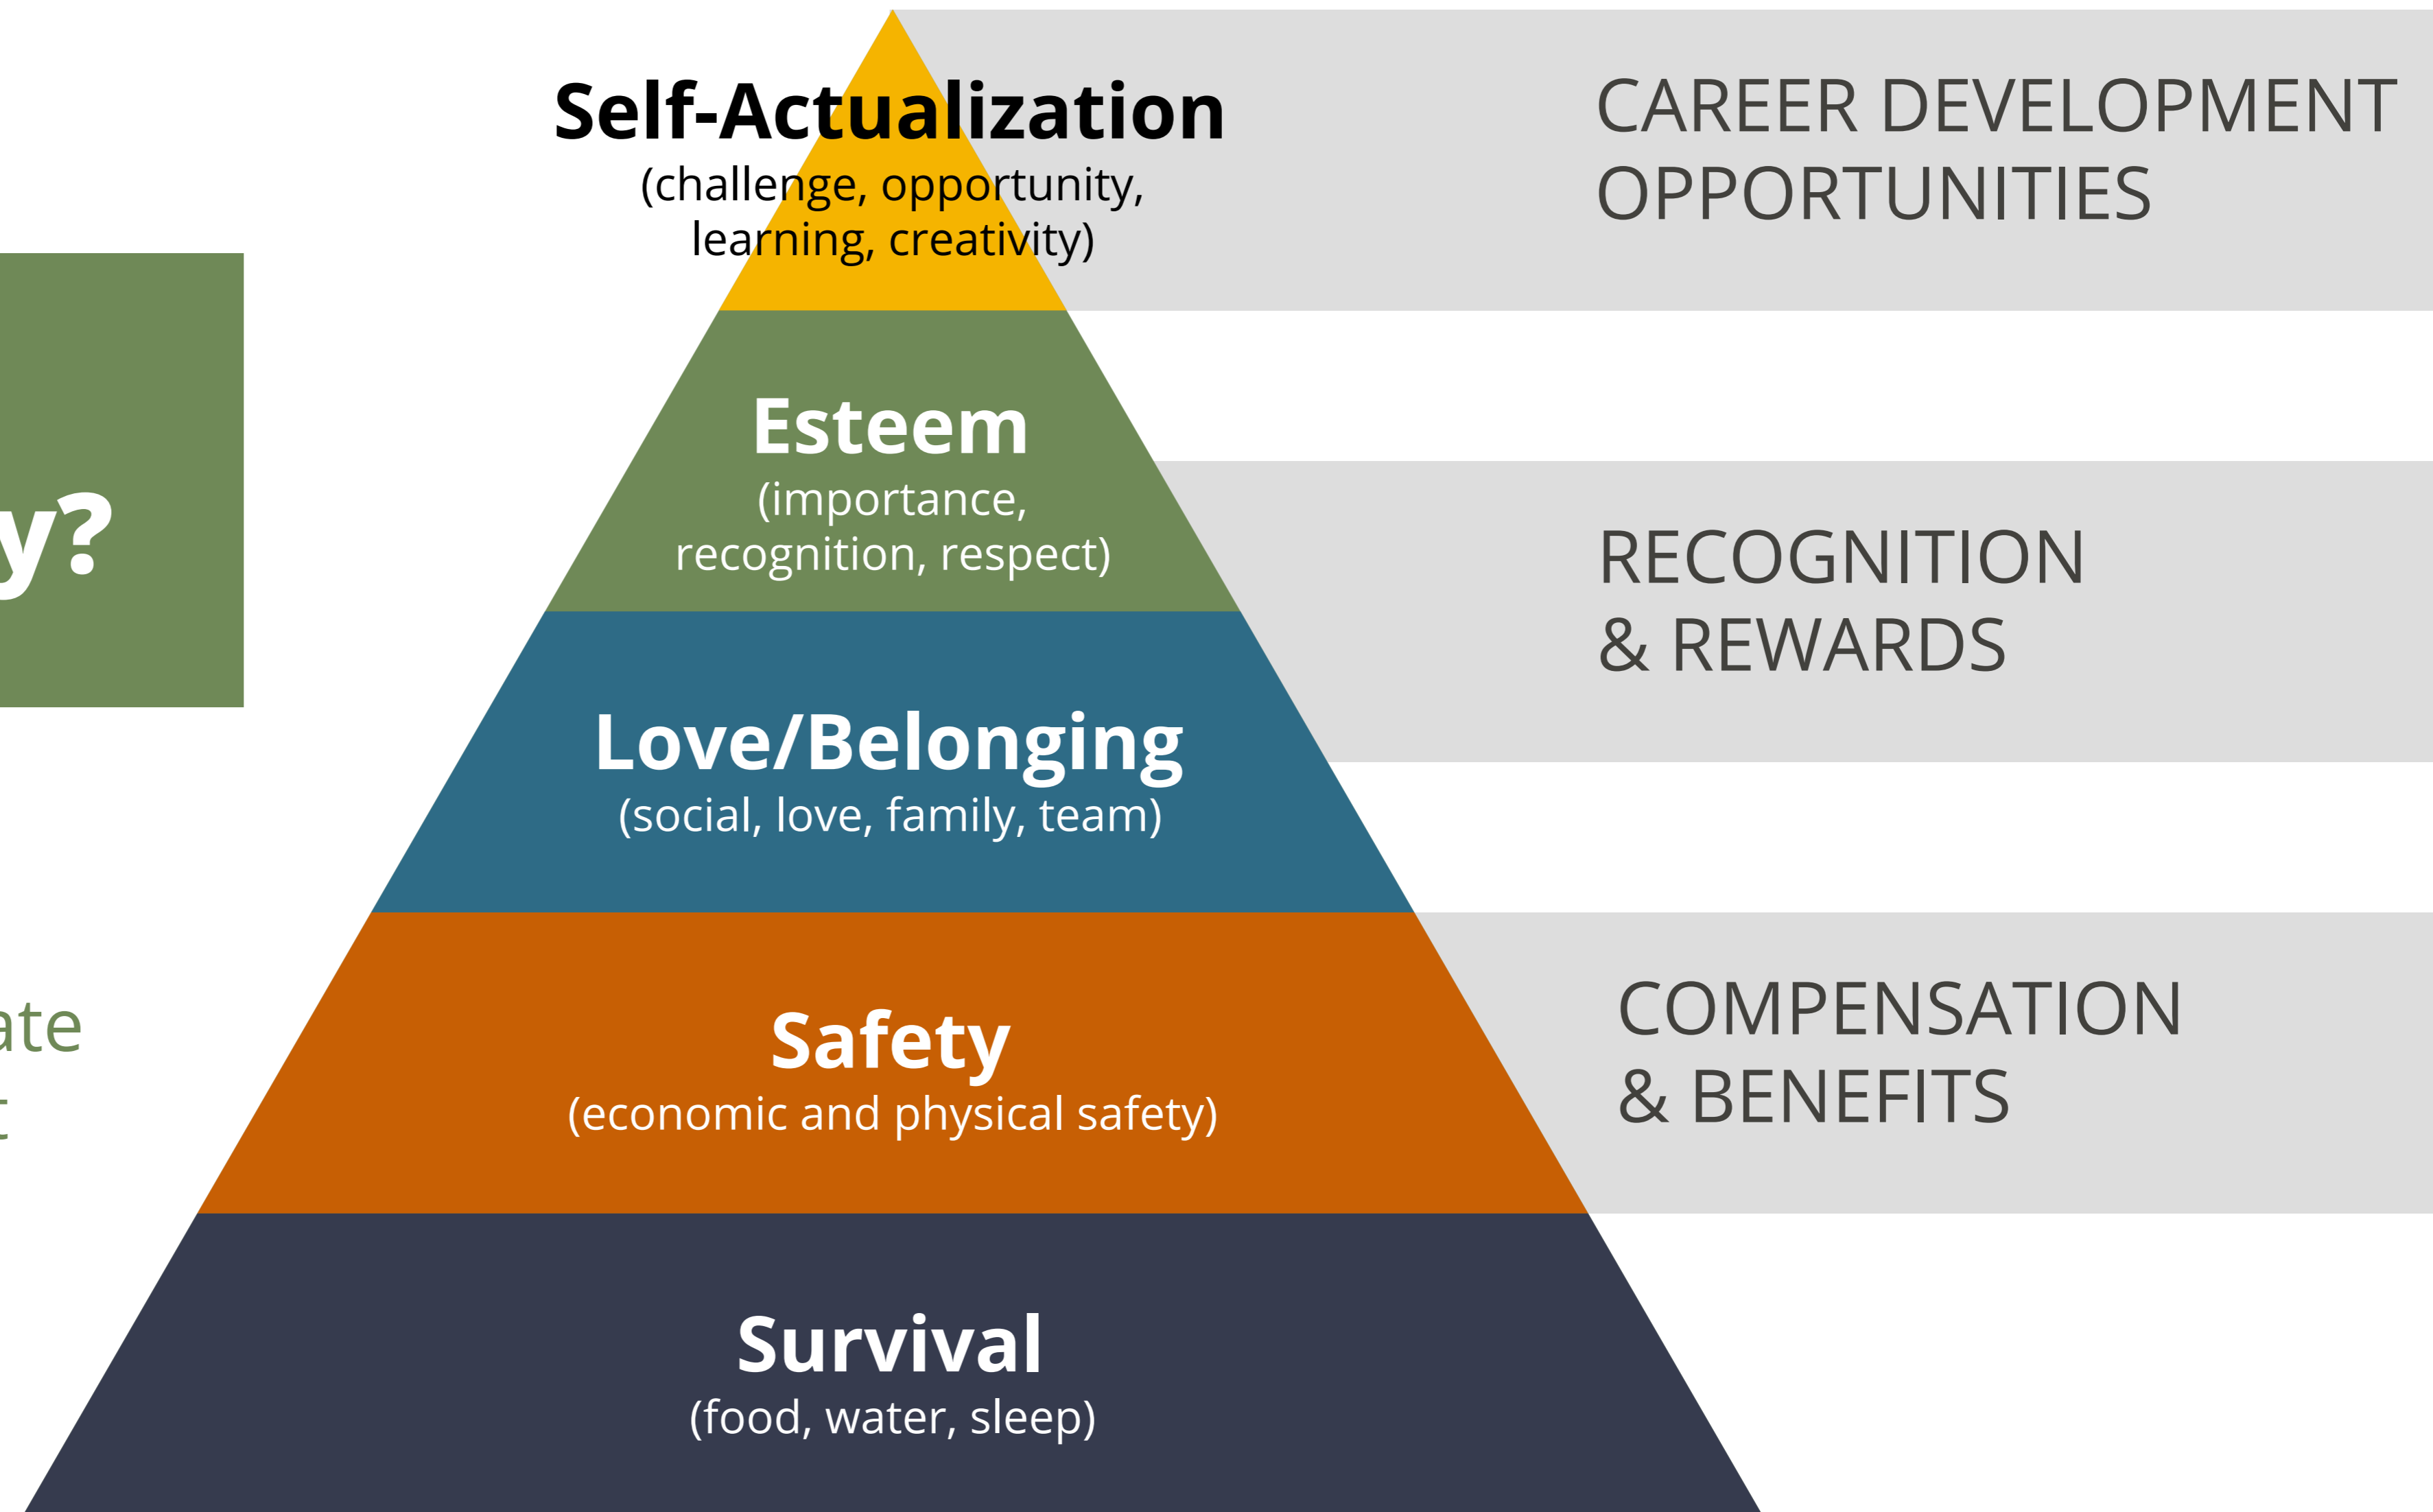 Self-Actualization
(challenge, opportunity,
learning, creativity)
CAREER DEVELOPMENT
OPPORTUNITIES
y?
Esteem
(importance,
recognition, respect)
RECOGNITION
& REWARDS
Love/Belonging
(social, love, family, team)
ate
t
Safety
(economic and physical safety)
COMPENSATION
& BENEFITS
Survival
(food, water, sleep)